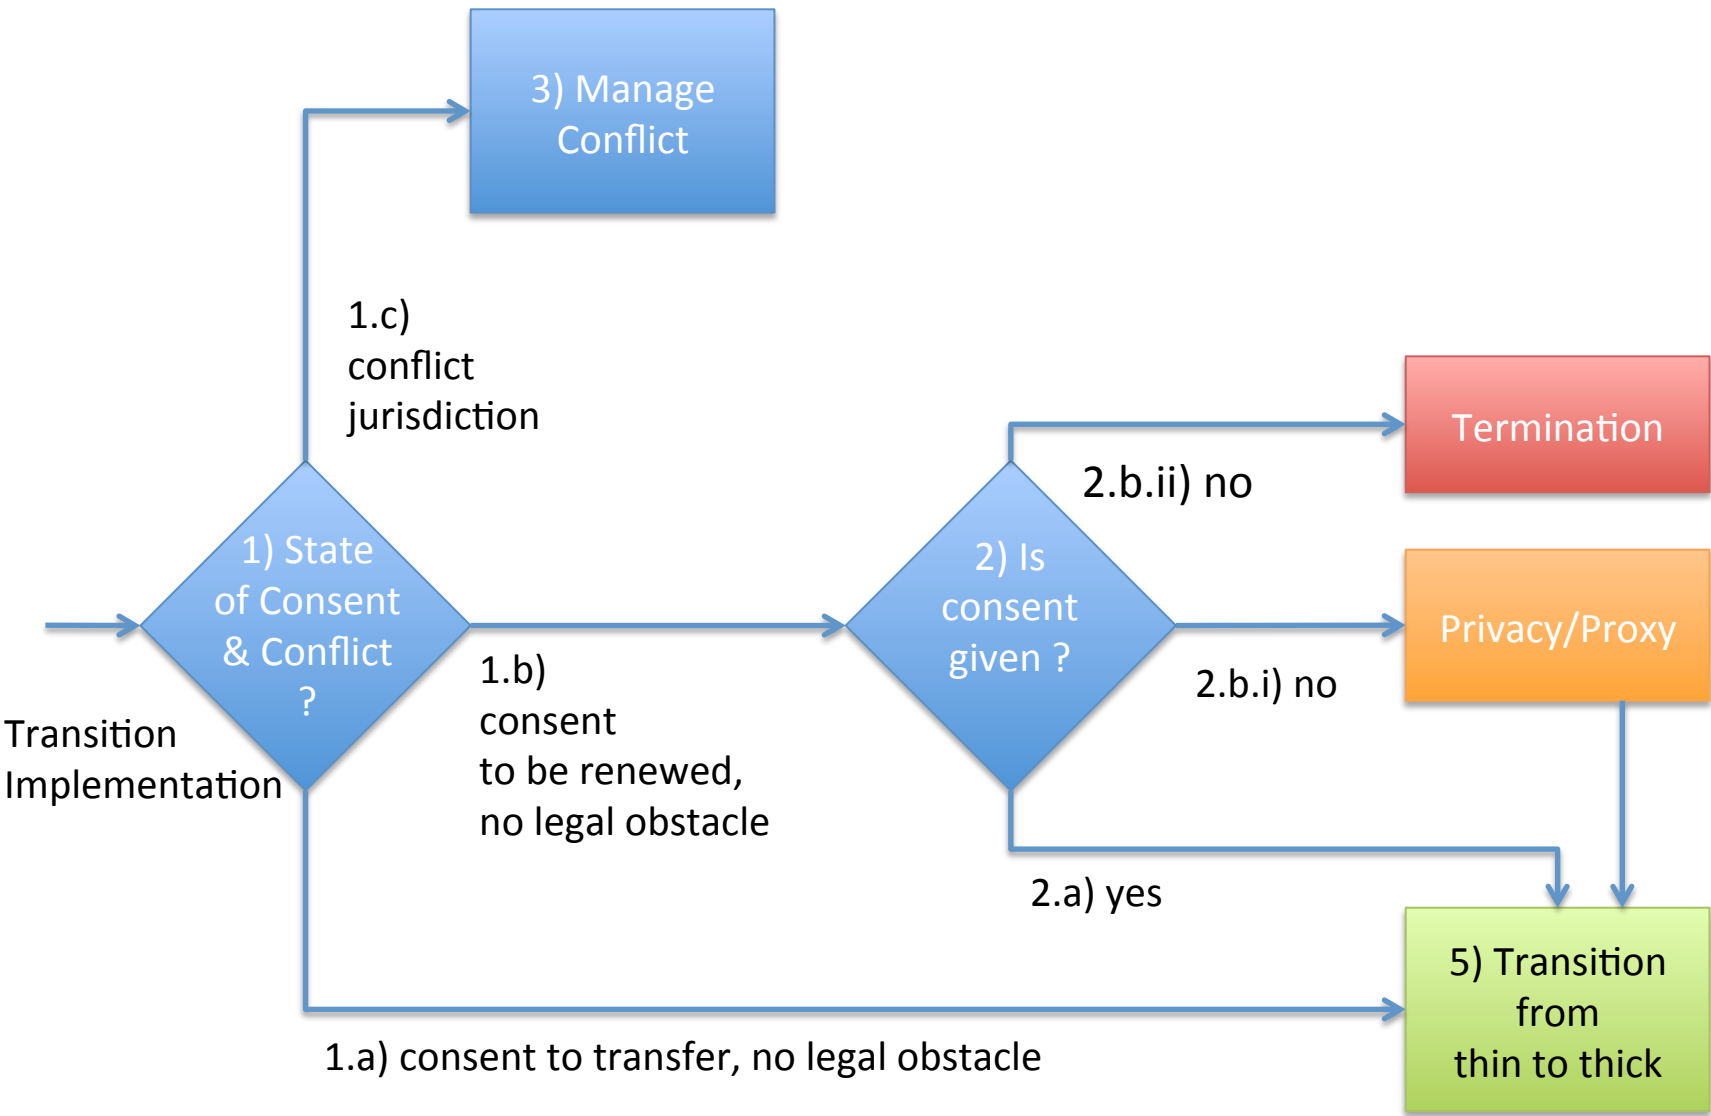 3) Manage
Conflict
1.c)
conflict
jurisdiction
Termination
2.b.ii) no
1) State
of Consent
& Conflict
?
2) Is
consent
given ?
Privacy/Proxy
1.b)
consent
to be renewed,
no legal obstacle
2.b.i) no
Transition
Implementation
2.a) yes
5) Transition
from
thin to thick
1.a) consent to transfer, no legal obstacle